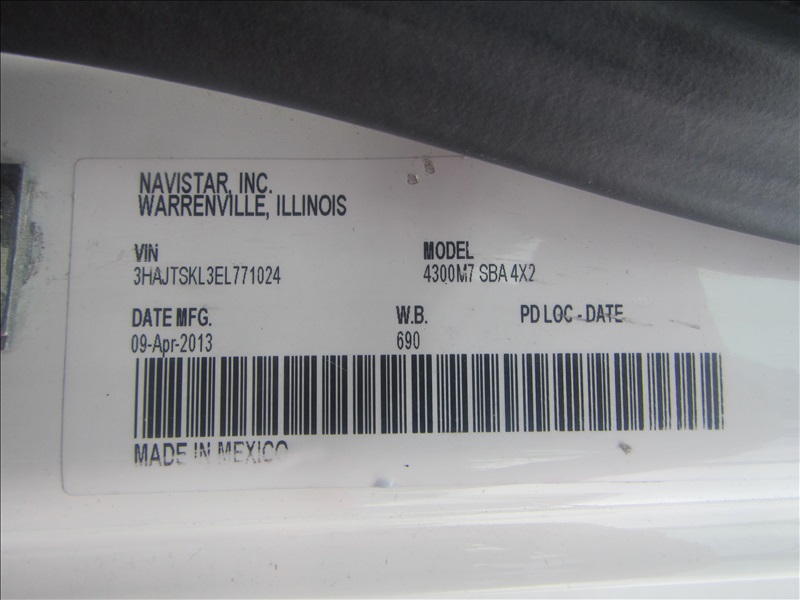 NAVISTAR, INC.
WARRENVILLE, ILLINOIS
VIN MODEL
3HAJTSKL3EL771024 4300M7 SBA 4X2
DATE MFG. W.B. PD LOC - DATE
09-Apr-2013 690
MADE IN MEXICO